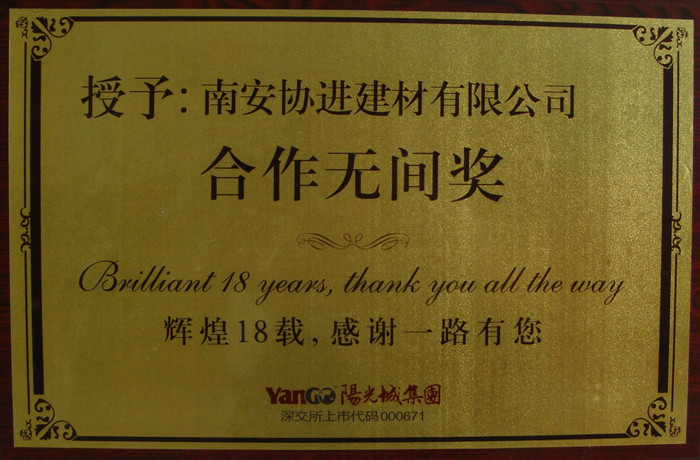 授予：南安协进建材有限公司
合作无间奖
Brilliant 18 years, thank you all the way
辉煌18载，感谢一路有您
YanGO 陽光城集團
深交所上市代码000671